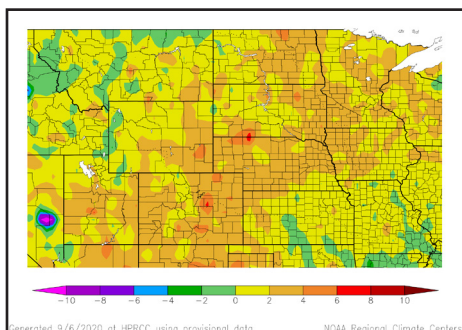 -10 -8 -6 -4 -2 0 2 4 6 8 10
Generated 9/6/2020 at HPRCC using provisional data. NOAA Regional Climate Centers